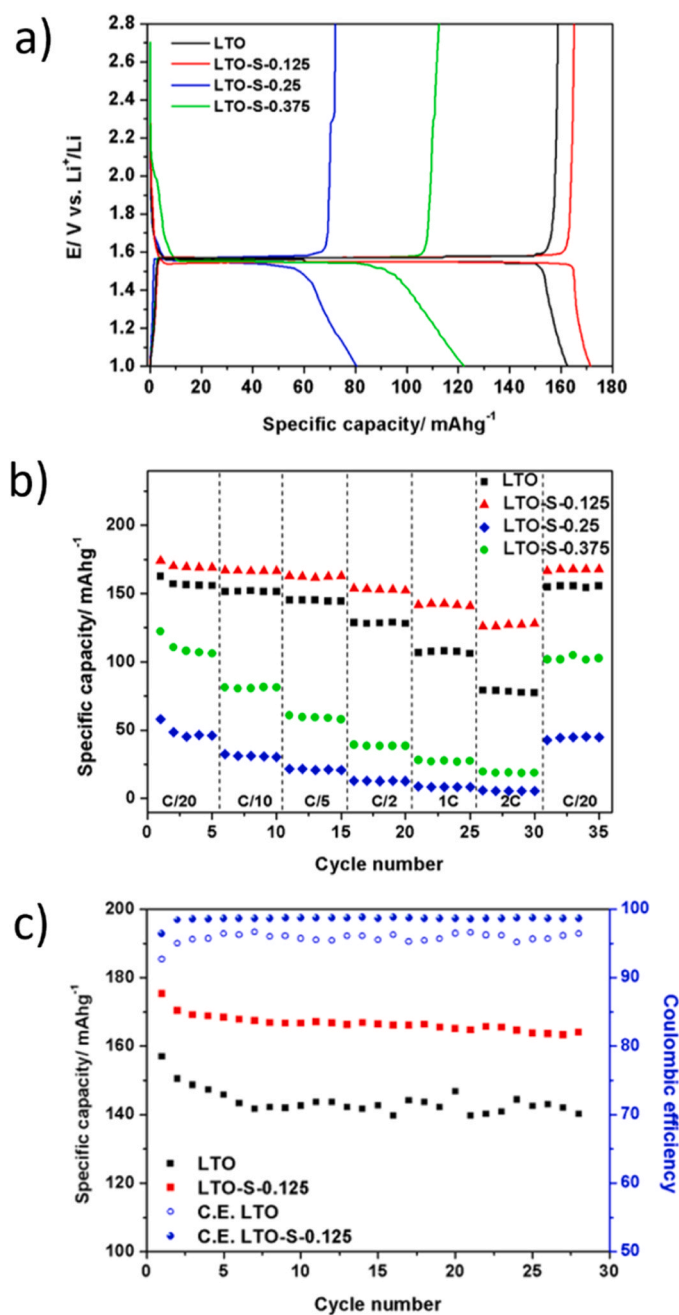 a)
LTO
LTO-S-0.125
LTO-S-0.25
LTO-S-0.375
E/ V vs. Li⁺/Li
2.8
2.6
2.4
2.2
2.0
1.8
1.6
1.4
1.2
1.0
0 20 40 60 80 100 120 140 160 180
Specific capacity/ mAhg⁻¹
b)
LTO
LTO-S-0.125
LTO-S-0.25
LTO-S-0.375
Specific capacity/ mAhg⁻¹
200
150
100
50
0
C/20 C/10 C/5 C/2 1C 2C C/20
0 5 10 15 20 25 30 35
Cycle number
c)
Specific capacity/ mAhg⁻¹
200
180
160
140
120
100
LTO
LTO-S-0.125
C.E. LTO
C.E. LTO-S-0.125
100
90
80
70
60
50
Coulombic efficiency
0 5 10 15 20 25 30
Cycle number